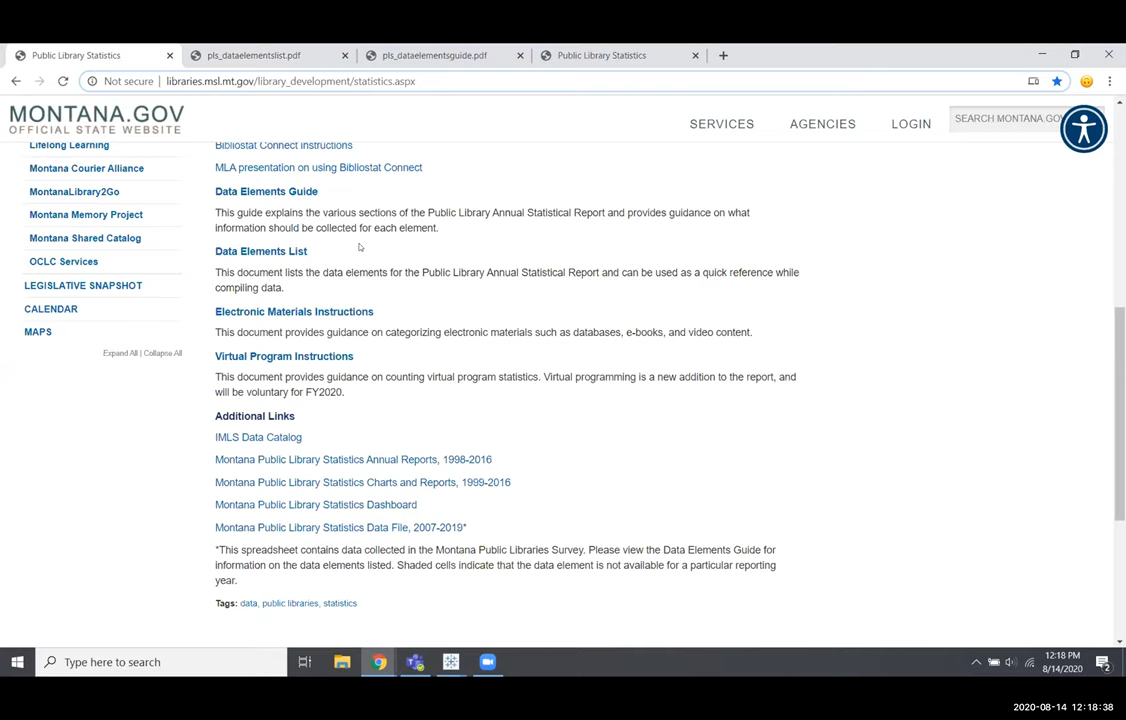 Public Library Statistics
pls_dataelementslist.pdf
pls_dataelementsguide.pdf
Public Library Statistics
Not secure | libraries.msl.mt.gov/library_development/statistics.aspx
MONTANA.GOV
OFFICIAL STATE WEBSITE
SERVICES
AGENCIES
LOGIN
SEARCH MONTANA.GOV
Lifelong Learning
Montana Courier Alliance
MontanaLibrary2Go
Montana Memory Project
Montana Shared Catalog
OCLC Services
LEGISLATIVE SNAPSHOT
CALENDAR
MAPS
Expand All | Collapse All
Bibliostat Connect Instructions
MLA presentation on using Bibliostat Connect
Data Elements Guide
This guide explains the various sections of the Public Library Annual Statistical Report and provides guidance on what
information should be collected for each element.
Data Elements List
This document lists the data elements for the Public Library Annual Statistical Report and can be used as a quick reference while
compiling data.
Electronic Materials Instructions
This document provides guidance on categorizing electronic materials such as databases, e-books, and video content.
Virtual Program Instructions
This document provides guidance on counting virtual program statistics. Virtual programming is a new addition to the report, and
will be voluntary for FY2020.
Additional Links
IMLS Data Catalog
Montana Public Library Statistics Annual Reports, 1998-2016
Montana Public Library Statistics Charts and Reports, 1999-2016
Montana Public Library Statistics Dashboard
Montana Public Library Statistics Data File, 2007-2019*
*This spreadsheet contains data collected in the Montana Public Libraries Survey. Please view the Data Elements Guide for
information on the data elements listed. Shaded cells indicate that the data element is not available for a particular reporting
year.
Tags: data, public libraries, statistics
Type here to search
12:18 PM
8/14/2020
2
2020-08-14 12:18:38